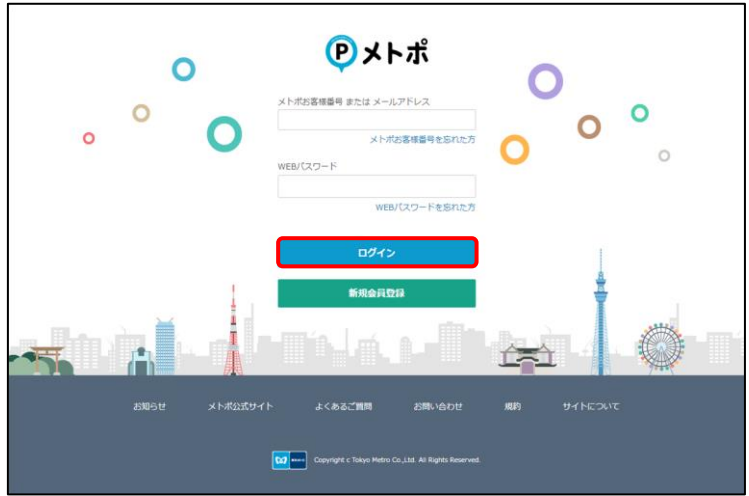 P メトポ
メトポお客様番号 または メールアドレス
メトポお客様番号を忘れた方
WEBパスワード
WEBパスワードを忘れた方
ログイン
新規会員登録
お知らせ メトポ公式サイト よくあるご質問 お問い合わせ 規約 サイトについて
Copyright c Tokyo Metro Co.,Ltd. All Rights Reserved.